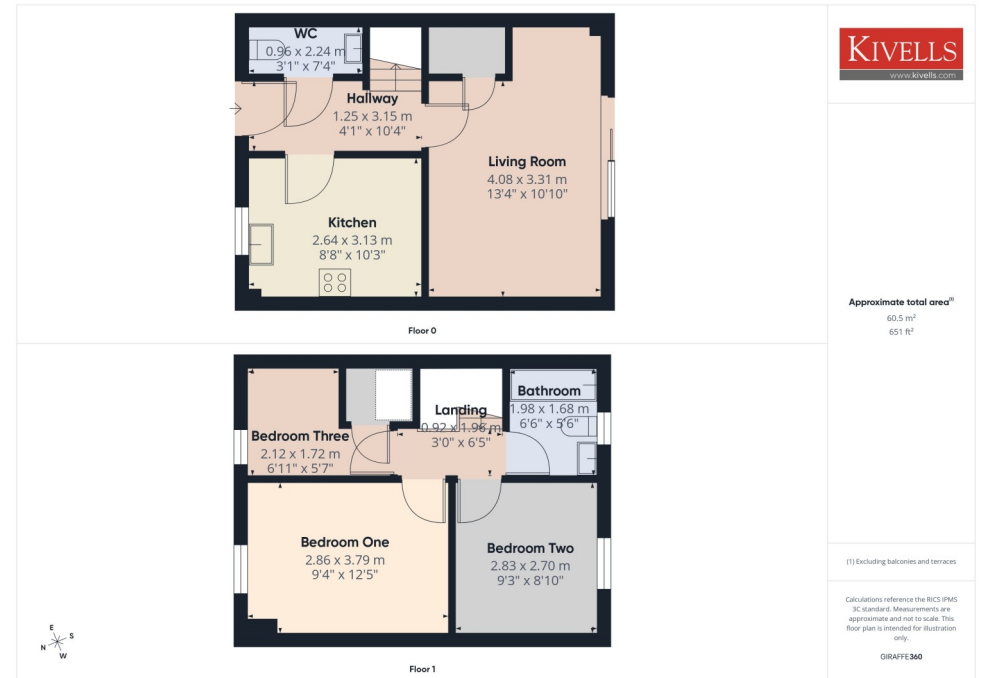 WC
0.96 x 2.24 m
3'1" x 7'4"
Hallway
1.25 x 3.15 m
4'1" x 10'4"
Living Room
4.08 x 3.31 m
13'4" x 10'10"
Kitchen
2.64 x 3.13 m
8'8" x 10'3"
Floor 0
Bedroom Three
2.12 x 1.72 m
6'11" x 5'7"
Landing
0.92 x 1.96 m
3'0" x 6'5"
Bathroom
1.98 x 1.68 m
6'6" x 5'6"
Bedroom One
2.86 x 3.79 m
9'4" x 12'5"
Bedroom Two
2.83 x 2.70 m
9'3" x 8'10"
Floor 1
E
S
N
W
KIVELLS
www.kivells.com
Approximate total area(1)
60.5 m²
651 ft²
(1) Excluding balconies and terraces
Calculations reference the RICS IPMS
3C standard. Measurements are
approximate and not to scale. This
floor plan is intended for illustration
only.
GIRAFFE360